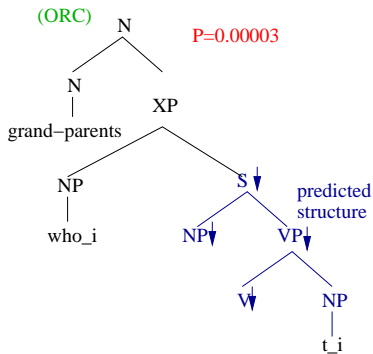 (ORC)
N
P=0.00003
N
XP
grand–parents
NP
S
predicted
structure
who_i
NP
VP
V
NP
t_i